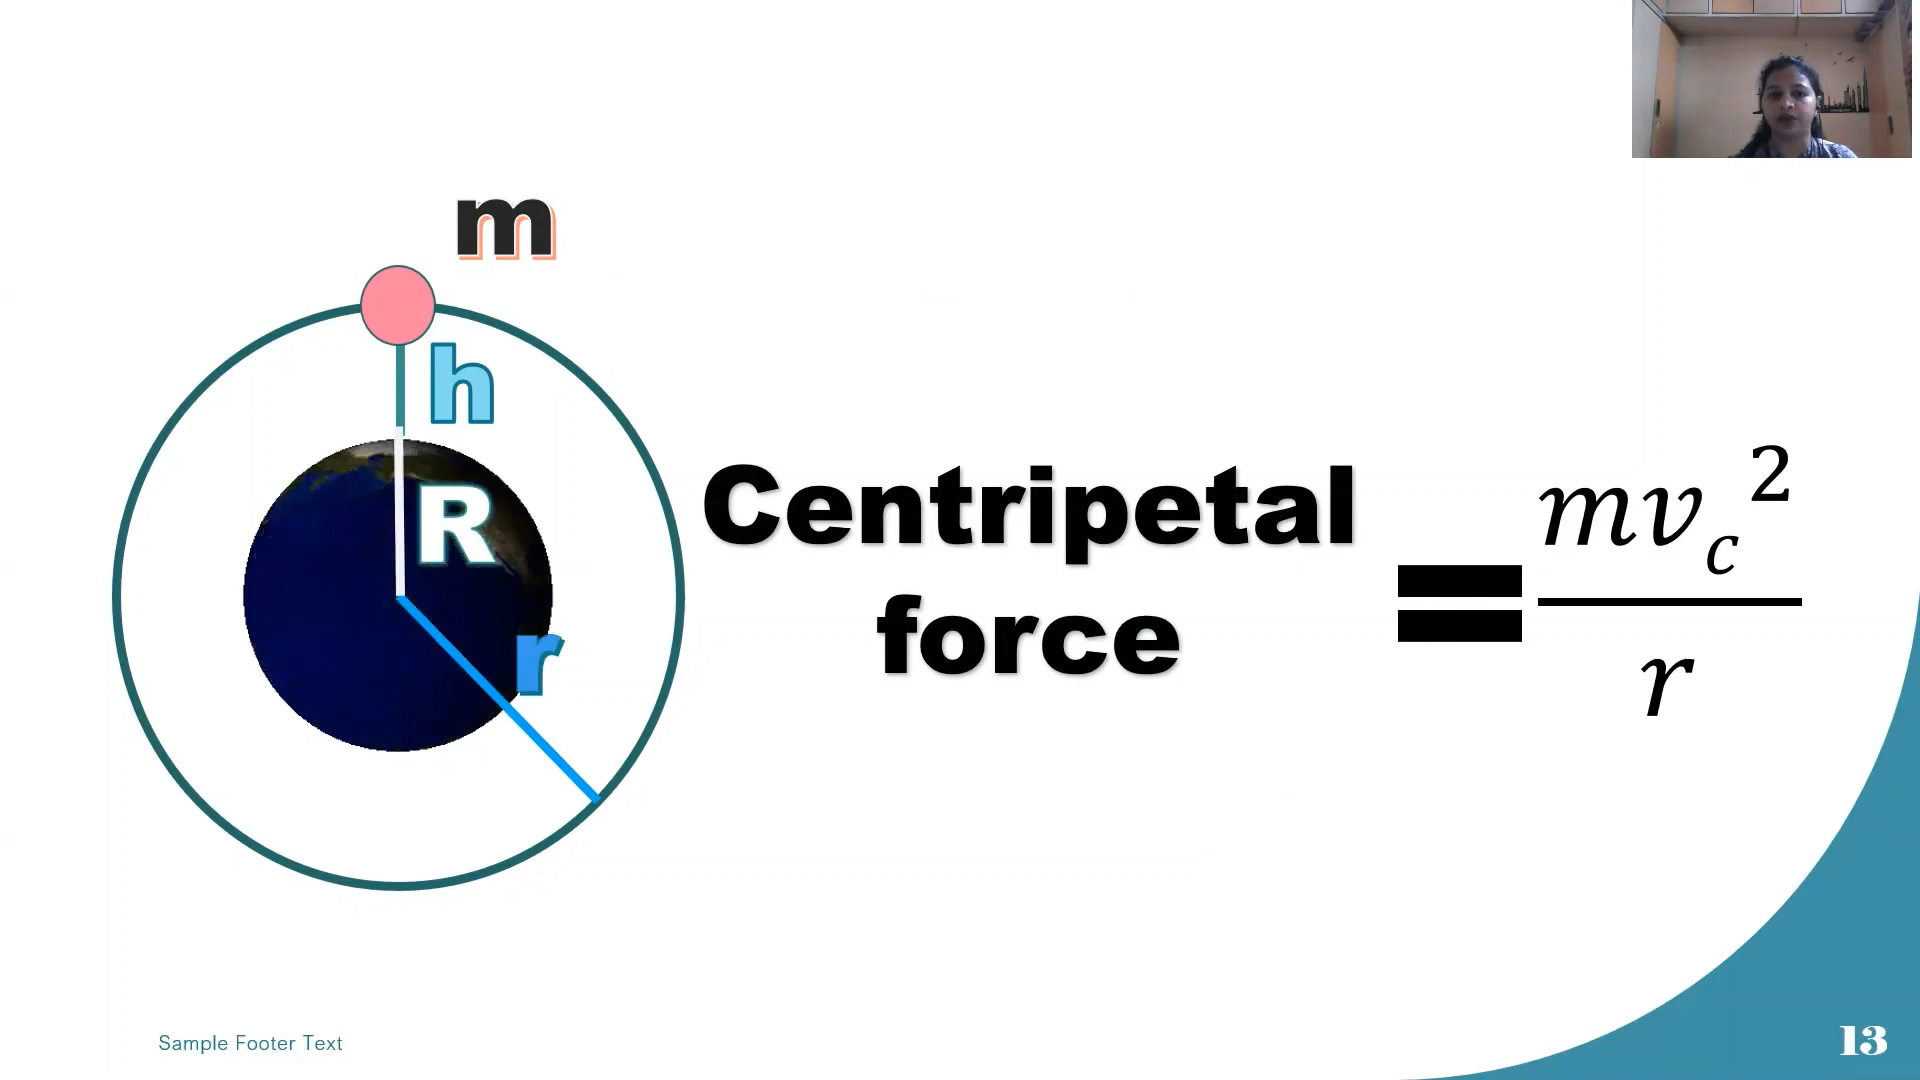 m
h
R
r
Centripetal
force
=
mv_c^2
r
Sample Footer Text
13